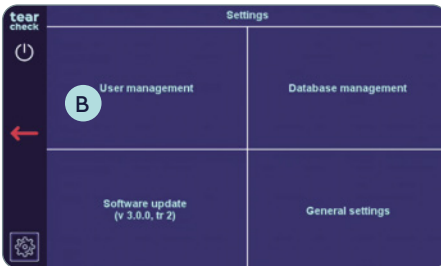 tear
check
Settings
User management
B
Database management
Software update
(v 3.0.0, tr 2)
General settings